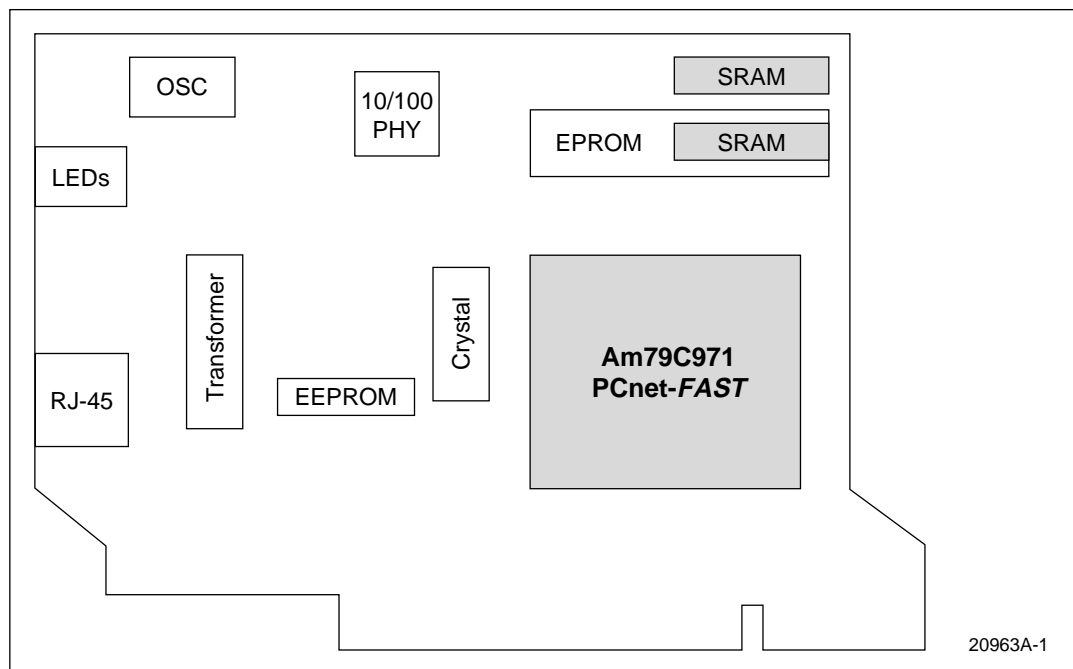 OSC
10/100
PHY
SRAM
EPROM
SRAM
LEDs
Transformer
Crystal
Am79C971
PCnet-FAST
RJ-45
EEPROM
20963A-1